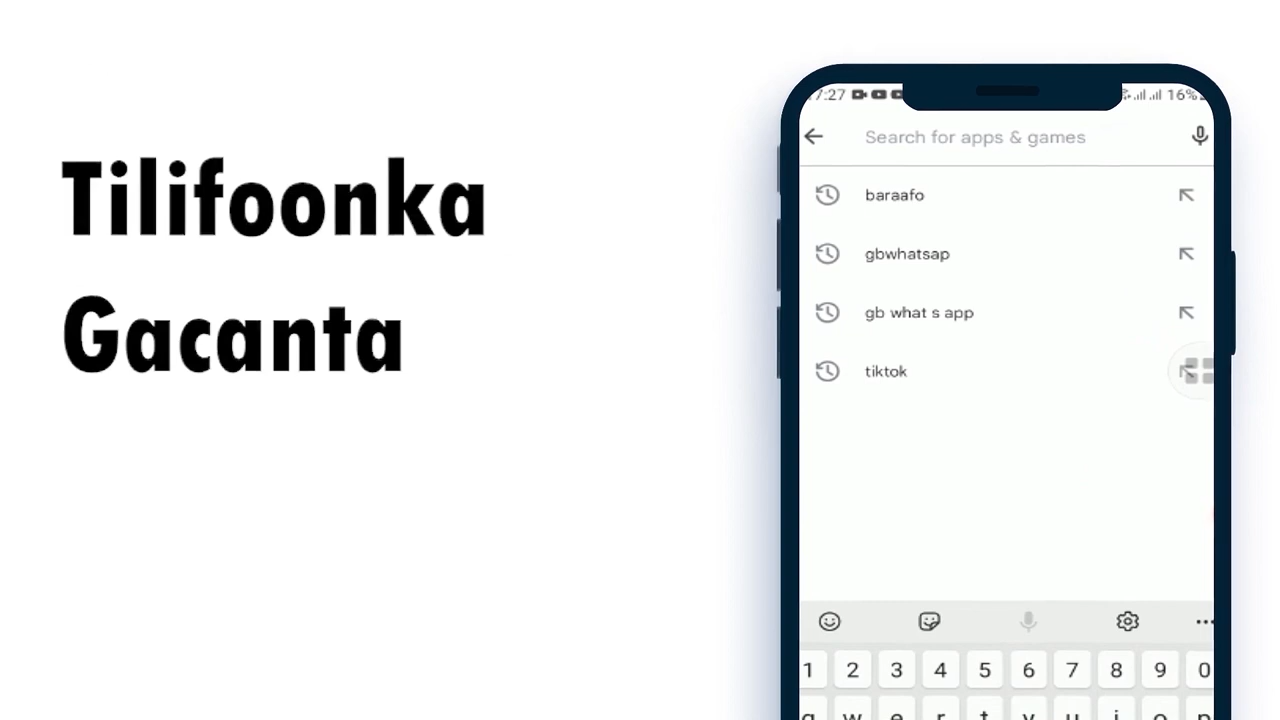 Tilifoonka
Gacanta
7:27
16%
Search for apps & games
baraafo
gbwhatsap
gb what s app
tiktok
1 2 3 4 5 6 7 8 9 0
q w e r t y u i o p